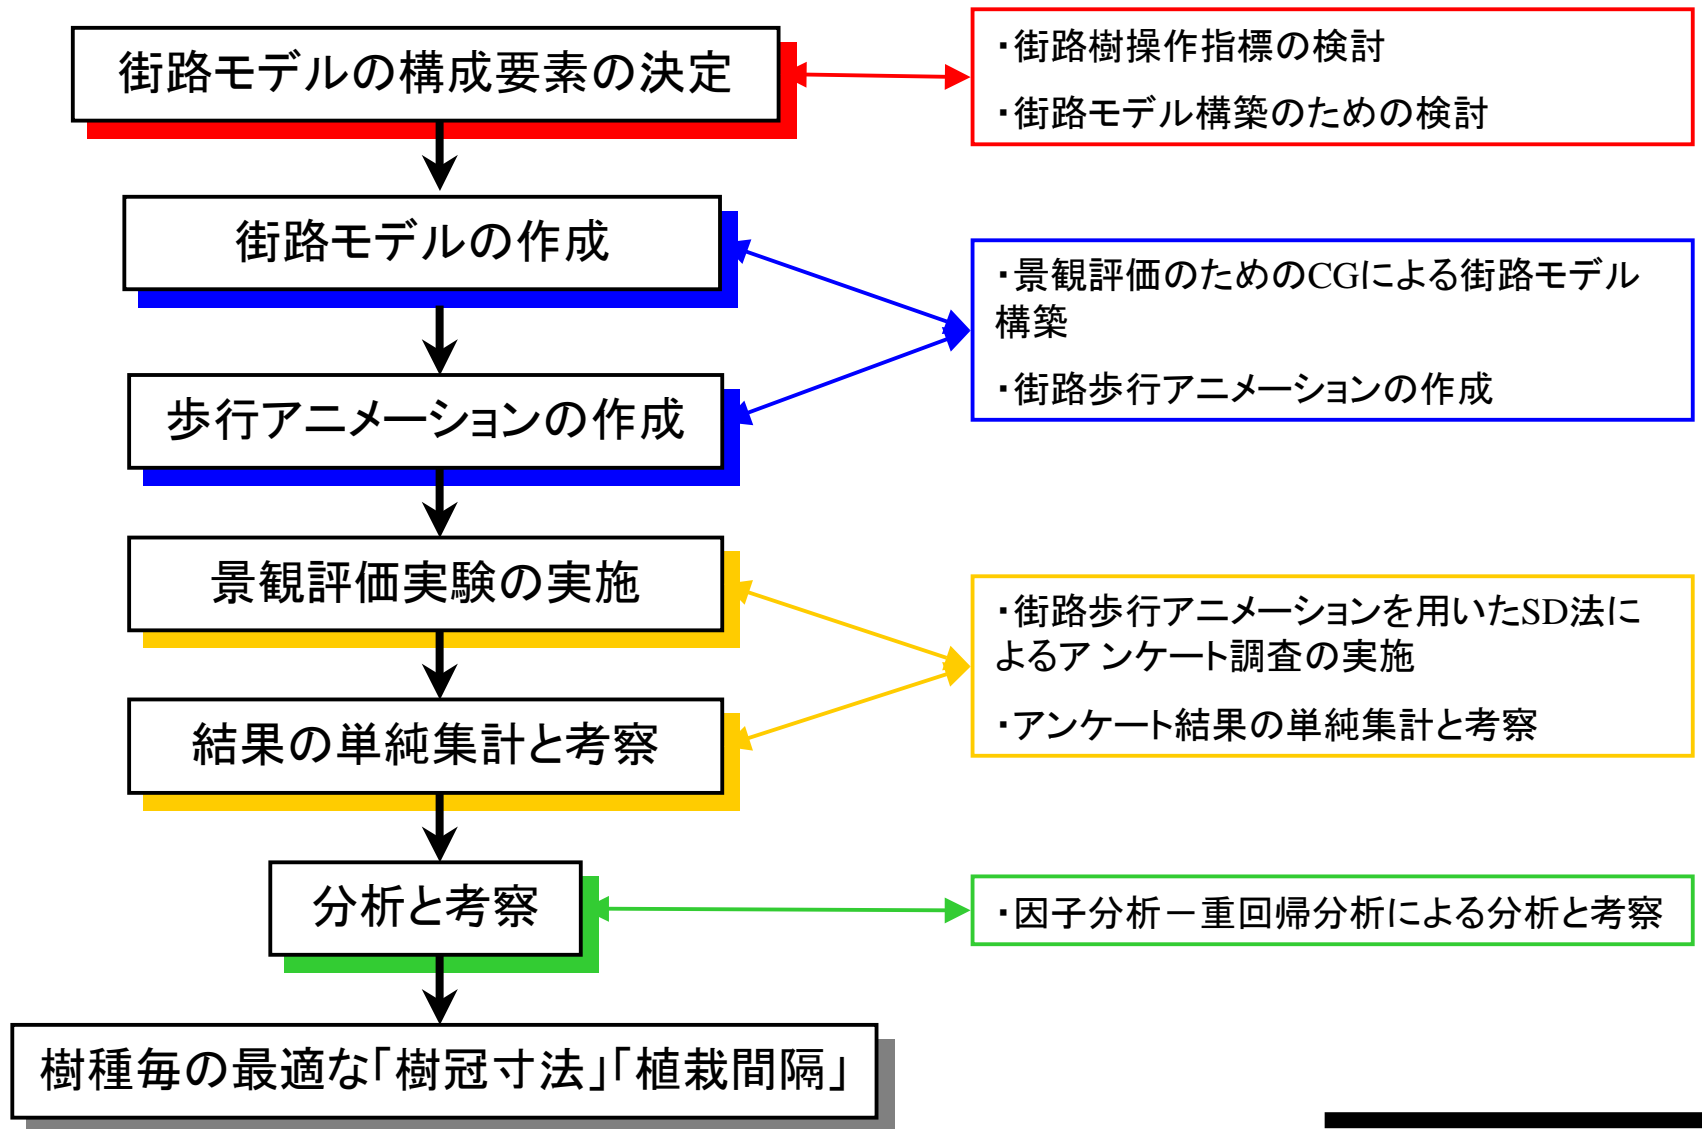 街路モデルの構成要素の決定
・街路樹操作指標の検討
・街路モデル構築のための検討
街路モデルの作成
・景観評価のためのCGによる街路モデル
構築
・街路歩行アニメーションの作成
歩行アニメーションの作成
景観評価実験の実施
・街路歩行アニメーションを用いたSD法に
よるア ンケート調査の実施
・アンケート結果の単純集計と考察
結果の単純集計と考察
分析と考察
・因子分析－重回帰分析による分析と考察
樹種毎の最適な「樹冠寸法」「植栽間隔」